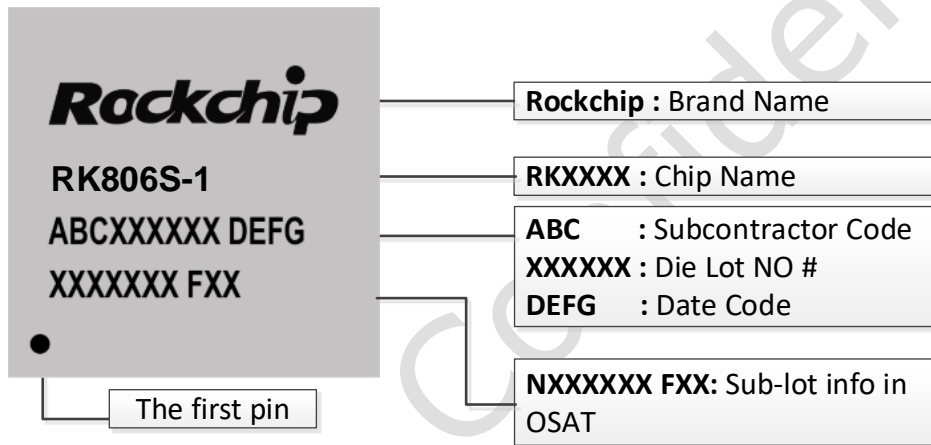 Rockchip
RK806S-1
ABCXXXXXX DEFG
XXXXXXX FXX
The first pin
Rockchip : Brand Name
RKXXXX : Chip Name
ABC : Subcontractor Code
XXXXXX : Die Lot NO #
DEFG : Date Code
NXXXXXX FXX: Sub-lot info in
OSAT